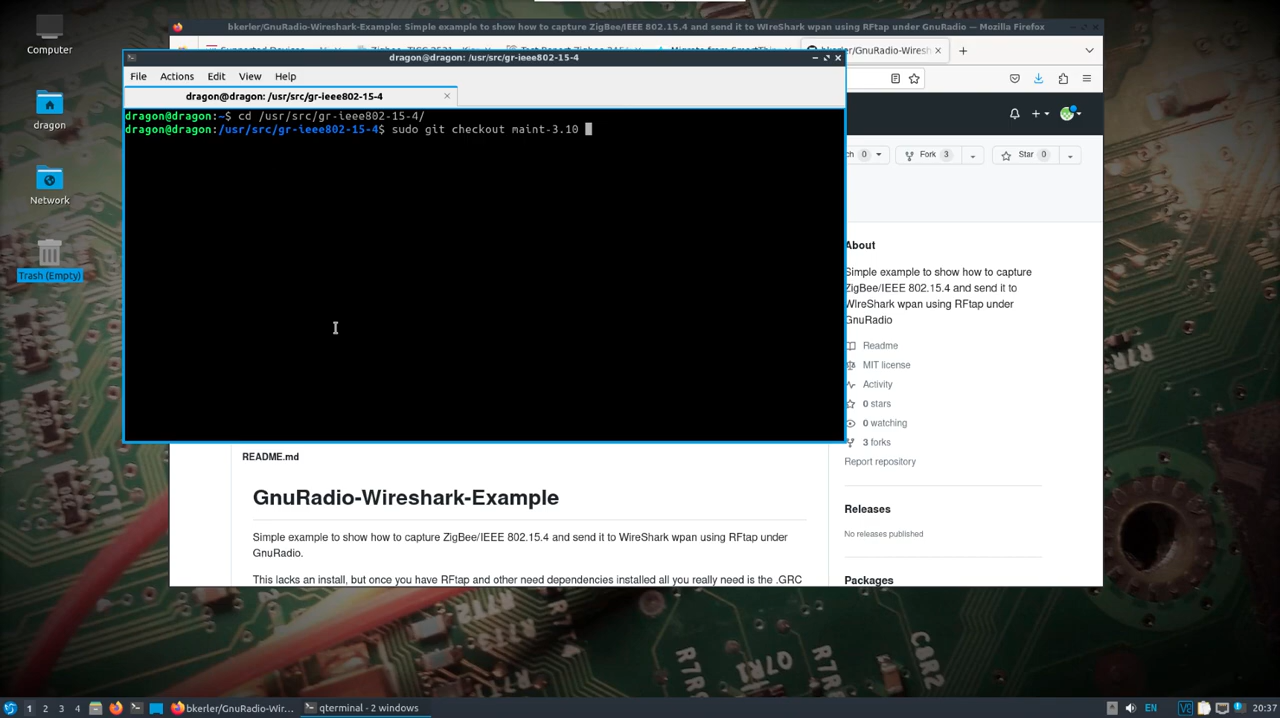 Computer
dragon
Network
Trash (Empty)
bkerler/GnuRadio-Wireshark-Example: Simple example to show how to capture ZigBee/IEEE 802.15.4 and send it to WIreShark wpan using RFtap under GnuRadio — Mozilla Firefox
bkerler/GnuRadio-Wiresh
dragon@dragon: /usr/src/gr-ieee802-15-4
File Actions Edit View Help
dragon@dragon: /usr/src/gr-ieee802-15-4
dragon@dragon:~$ cd /usr/src/gr-ieee802-15-4/
dragon@dragon:/usr/src/gr-ieee802-15-4$ sudo git checkout maint-3.10
ch 0
Fork 3
Star 0
About
Simple example to show how to capture
ZigBee/IEEE 802.15.4 and send it to
WIreShark wpan using RFtap under
GnuRadio
Readme
MIT license
Activity
0 stars
0 watching
3 forks
Report repository
Releases
No releases published
Packages
README.md
GnuRadio-Wireshark-Example
Simple example to show how to capture ZigBee/IEEE 802.15.4 and send it to WireShark wpan using RFtap under
GnuRadio.
This lacks an install, but once you have RFtap and other need dependencies installed all you really need is the .GRC
R7R
R7
C8R2
1 2 3 4
bkerler/GnuRadio-Wir...
qterminal - 2 windows
EN
20:37